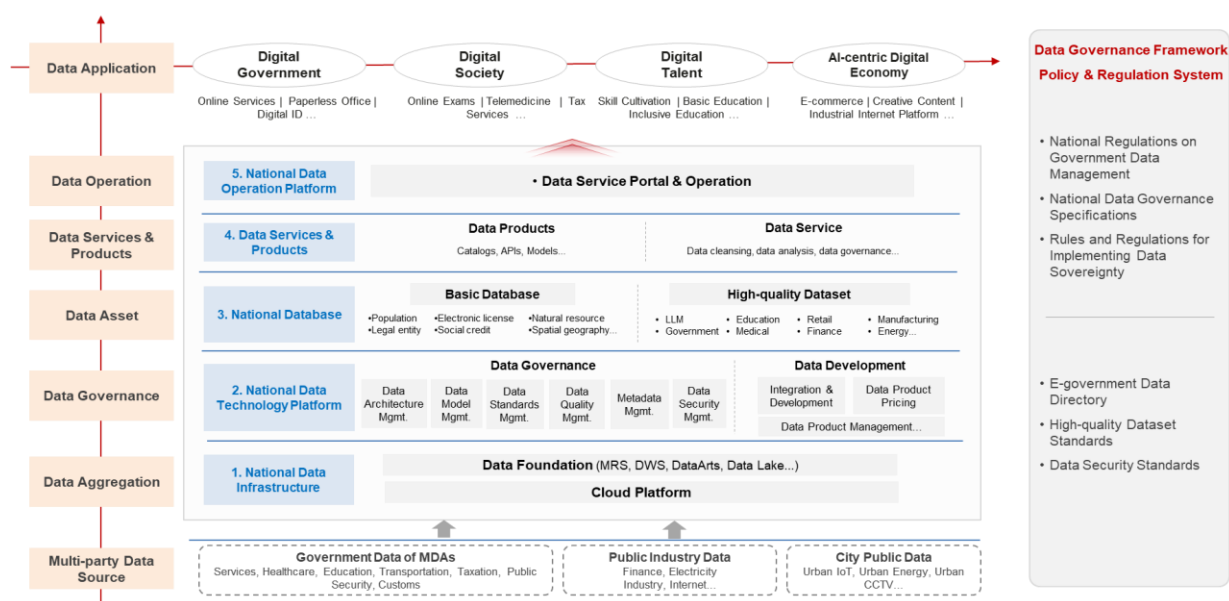 Data Application
Digital
Government
Digital
Society
Digital
Talent
AI-centric Digital
Economy
Online Services | Paperless Office |
Digital ID ...
Online Exams | Telemedicine | Tax
Services ...
Skill Cultivation | Basic Education |
Inclusive Education ...
E-commerce | Creative Content |
Industrial Internet Platform ...
Data Operation
5. National Data
Operation Platform
• Data Service Portal & Operation
Data Services &
Products
4. Data Services &
Products
Data Products
Catalogs, APIs, Models...
Data Service
Data cleansing, data analysis, data governance...
Data Asset
3. National Database
Basic Database
•Population
•Legal entity
•Electronic license
•Social credit
•Natural resource
•Spatial geography...
High-quality Dataset
• LLM
• Government
• Education
• Medical
• Retail
• Finance
• Manufacturing
• Energy...
Data Governance
2. National Data
Technology Platform
Data Governance
Data
Architecture
Mgmt.
Data
Model
Mgmt.
Data
Standards
Mgmt.
Data
Quality
Mgmt.
Metadata
Mgmt.
Data
Security
Mgmt.
Data Development
Integration &
Development
Data Product
Pricing
Data Product Management...
Data Aggregation
1. National Data
Infrastructure
Data Foundation (MRS, DWS, DataArts, Data Lake...)
Cloud Platform
Multi-party Data
Source
Government Data of MDAs
Services, Healthcare, Education, Transportation, Taxation, Public
Security, Customs
Public Industry Data
Finance, Electricity
Industry, Internet...
City Public Data
Urban IoT, Urban Energy, Urban
CCTV...
Data Governance Framework
Policy & Regulation System
• National Regulations on
Government Data
Management
• National Data Governance
Specifications
• Rules and Regulations for
Implementing Data
Sovereignty
• E-government Data
Directory
• High-quality Dataset
Standards
• Data Security Standards